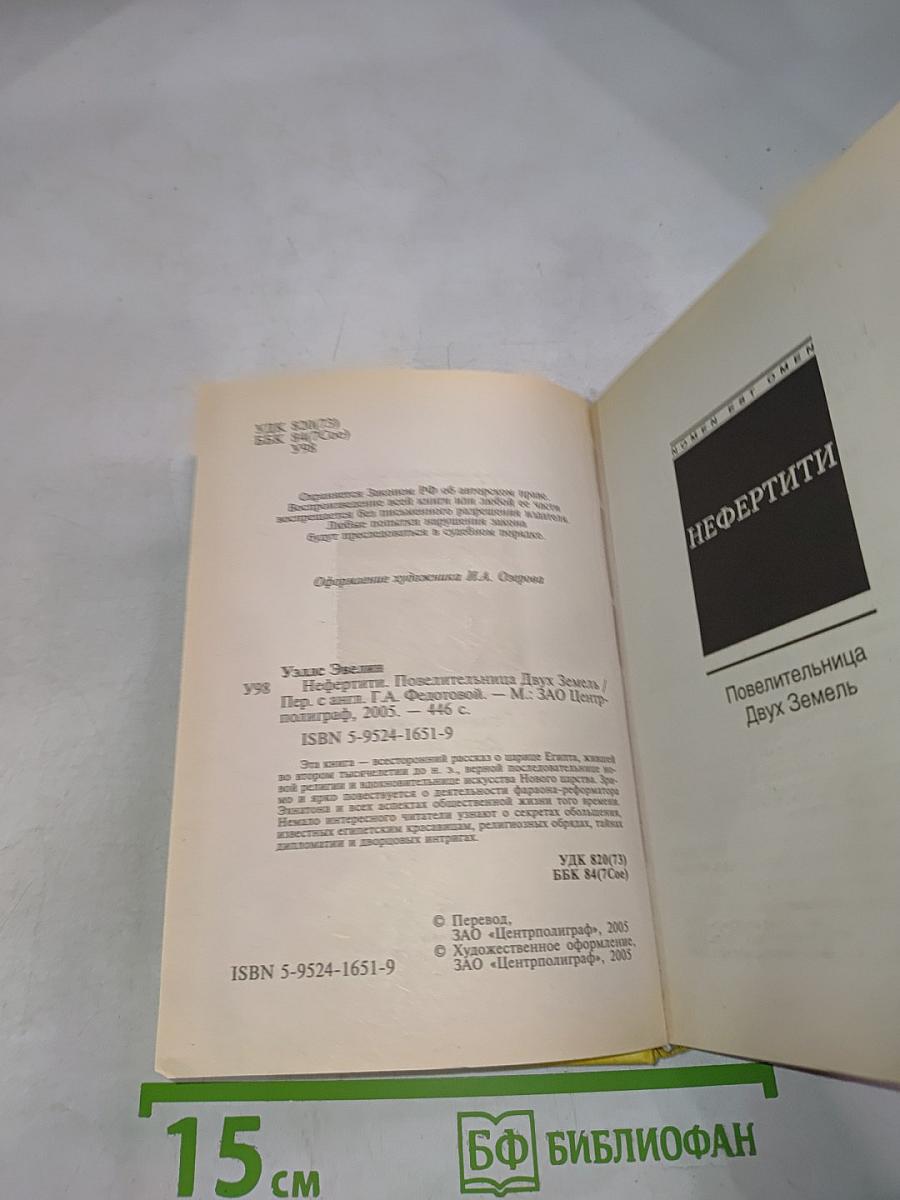 УДК 820(73)
ББК 84(7Сое)
У98
Охраняется Законом РФ об авторском праве.
Воспроизведение всей книги или любой ее части
воспрещается без письменного разрешения издателя.
Любые попытки нарушения закона
будут преследоваться в судебном порядке.
Оформление художника И.А. Озерова
Уэллс Эвелин
У98 Нефертити. Повелительница Двух Земель /
Пер. с англ. Г.А. Федотовой. — М.: ЗАО Центр-
полиграф, 2005. — 446 с.
ISBN 5-9524-1651-9
Эта книга — всесторонний рассказ о царице Египта, жившей
во втором тысячелетии до н. э., верной последовательнице но-
вой религии и вдохновительнице искусства Нового царства. Зри-
мо и ярко повествуется о деятельности фараона-реформатора
Эхнатона и всех аспектах общественной жизни того времени.
Немало интересного читатели узнают о секретах обольщения,
известных египетским красавицам, религиозных обрядах, тайнах
дипломатии и дворцовых интригах.
УДК 820(73)
ББК 84(7Сое)
© Перевод,
ЗАО «Центрполиграф», 2005
© Художественное оформление,
ЗАО «Центрполиграф», 2005
ISBN 5-9524-1651-9
NOMEN EST OMEN
НЕФЕРТИТИ
Повелительница
Двух Земель
15 см
БФ БИБЛИОФАН